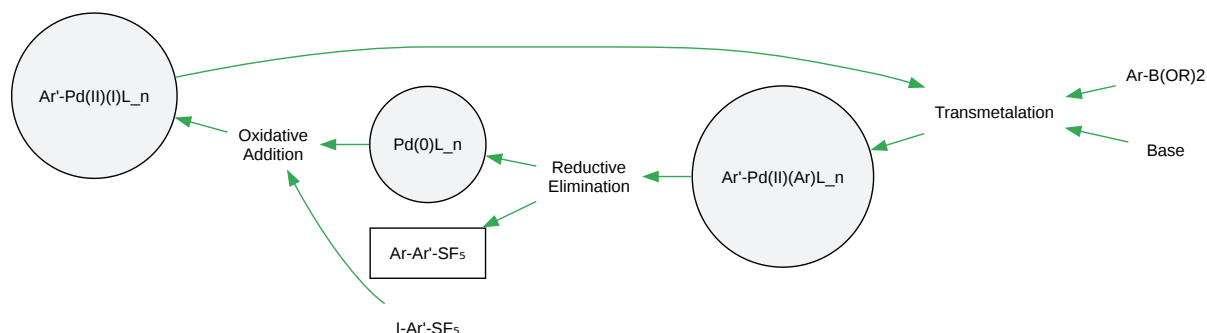 Ar'-Pd(II)(I)L_n
Oxidative
Addition
Pd(0)L_n
Reductive
Elimination
Ar-Ar'-SF₅
I-Ar'-SF₅
Ar'-Pd(II)(Ar)L_n
Transmetalation
Ar-B(OR)2
Base